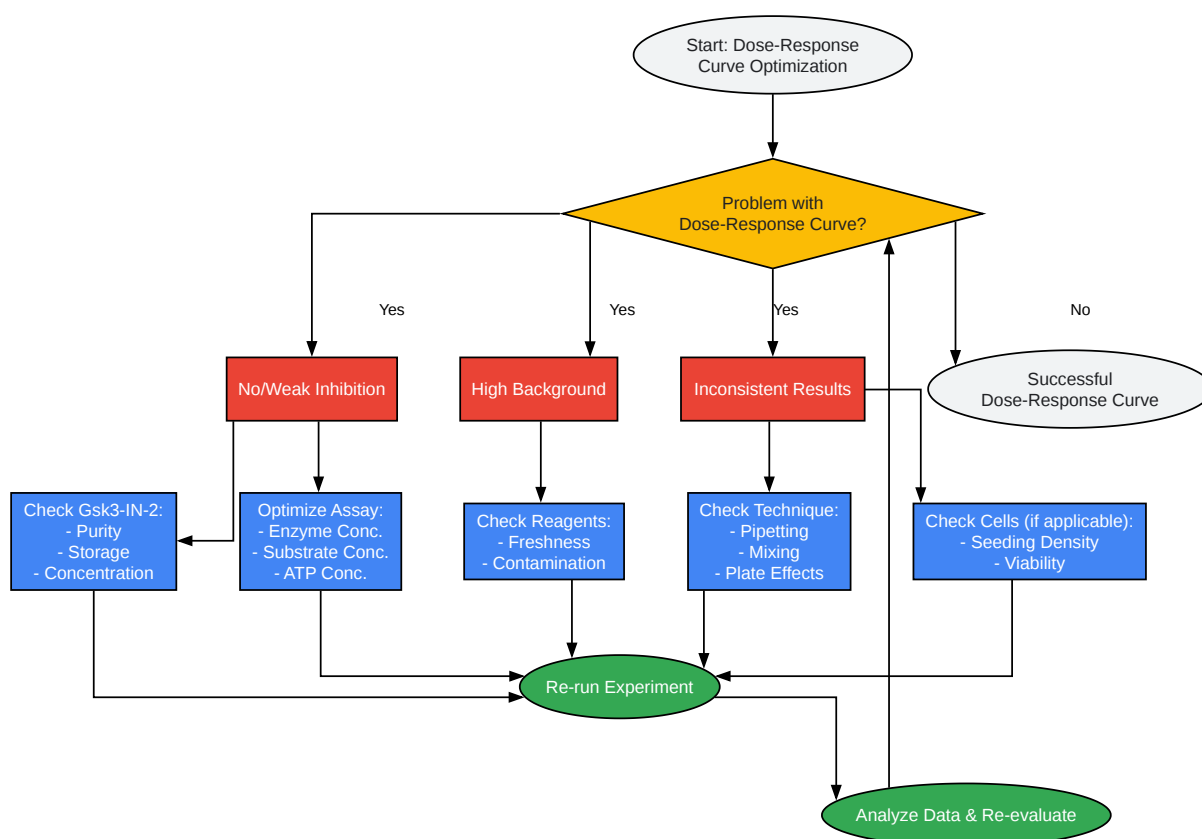 Start: Dose-Response
Curve Optimization
Problem with
Dose-Response Curve?
Yes
Yes
Yes
No
No/Weak Inhibition
High Background
Inconsistent Results
Successful
Dose-Response Curve
Check Gsk3-IN-2:
- Purity
- Storage
- Concentration
Optimize Assay:
- Enzyme Conc.
- Substrate Conc.
- ATP Conc.
Check Reagents:
- Freshness
- Contamination
Check Technique:
- Pipetting
- Mixing
- Plate Effects
Check Cells (if applicable):
- Seeding Density
- Viability
Re-run Experiment
Analyze Data & Re-evaluate